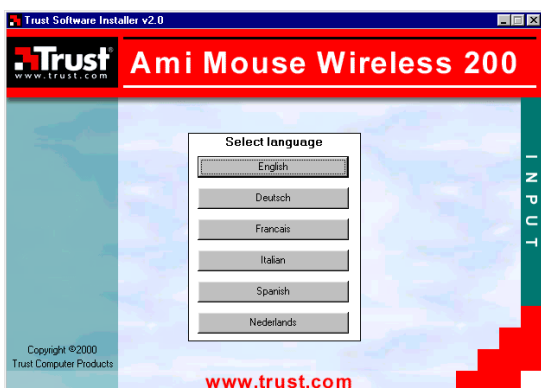 Trust Software Installer v2.0
Trust
www.trust.com
Ami Mouse Wireless 200
Select language
English
Deutsch
Francais
Italian
Spanish
Nederlands
INPUT
Copyright ©2000
Trust Computer Products
www.trust.com